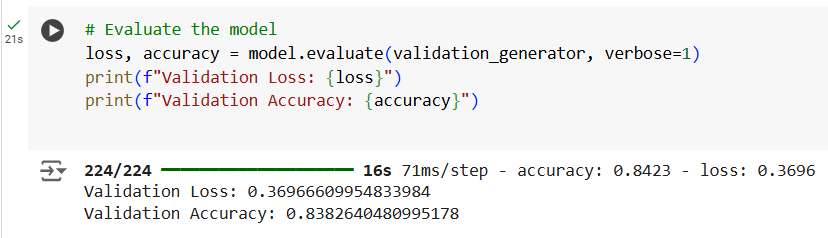 21s
# Evaluate the model
loss, accuracy = model.evaluate(validation_generator, verbose=1)
print(f"Validation Loss: {loss}")
print(f"Validation Accuracy: {accuracy}")
224/224 ━━━━━━━━━━━━━━━━━━━━ 16s 71ms/step - accuracy: 0.8423 - loss: 0.3696
Validation Loss: 0.36966609954833984
Validation Accuracy: 0.8382640480995178